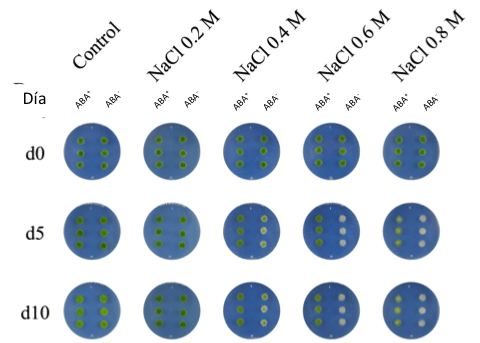 Control NaCl 0.2 M NaCl 0.4 M NaCl 0.6 M NaCl 0.8 M
Día ABA⁺ ABA⁻ ABA⁺ ABA⁻ ABA⁺ ABA⁻ ABA⁺ ABA⁻ ABA⁺ ABA⁻
d0
d5
d10